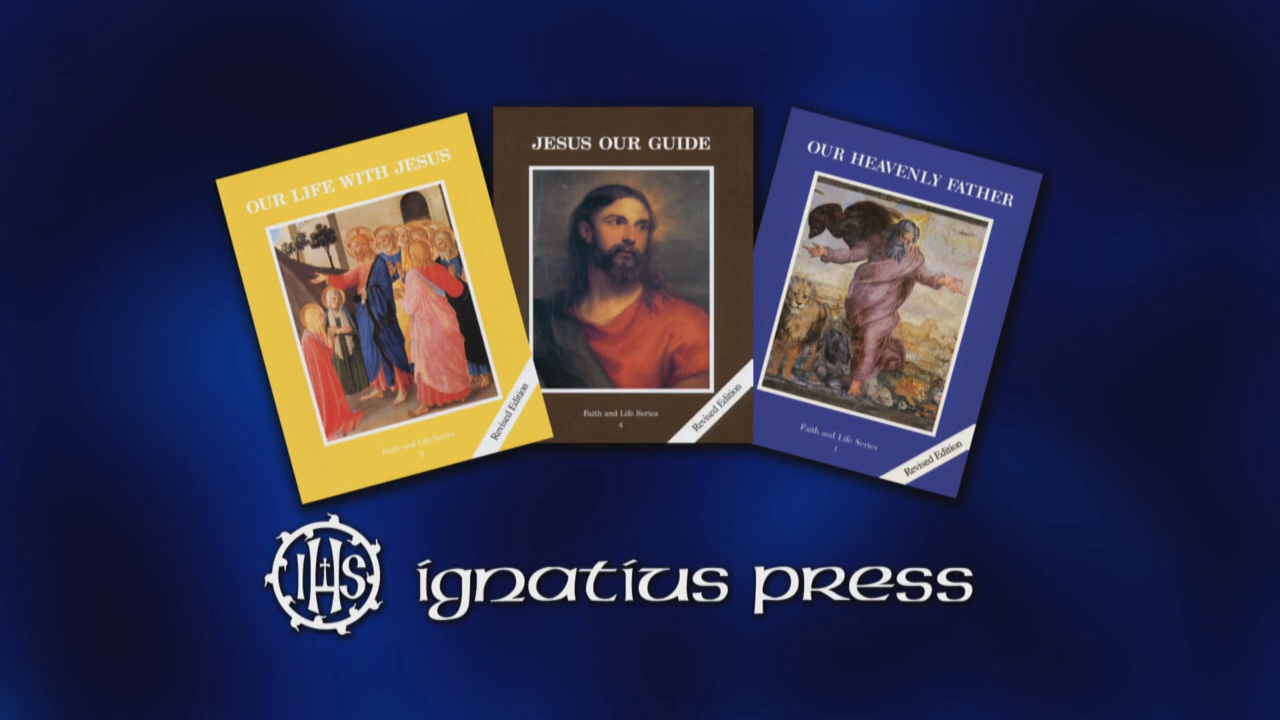 OUR LIFE WITH JESUS
Faith and Life Series
3
Revised Edition
JESUS OUR GUIDE
Faith and Life Series
4
Revised Edition
OUR HEAVENLY FATHER
Faith and Life Series
1
Revised Edition
IHS
ignatius press